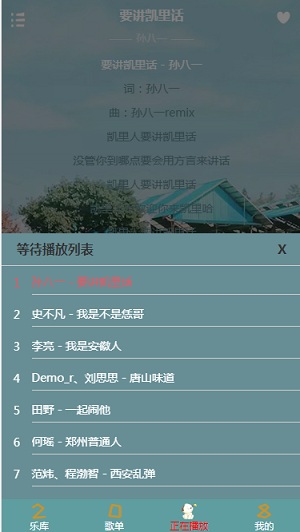 要讲凯里话
—— 孙八一 ——
要讲凯里话 - 孙八一
词：孙八一
曲：孙八一remix
凯里人要讲凯里话
没管你到哪点要会用方言来讲话
凯里人要讲凯里话
等待播放列表 X
1 孙八一 - 要讲凯里话
2 史不凡 - 我是不是恁哥
3 李亮 - 我是安徽人
4 Demo_r、刘思思 - 唐山味道
5 田野 - 一起闹他
6 何瑶 - 郑州普通人
7 范炜、程渤智 - 西安乱弹
乐库 歌单 正在播放 我的